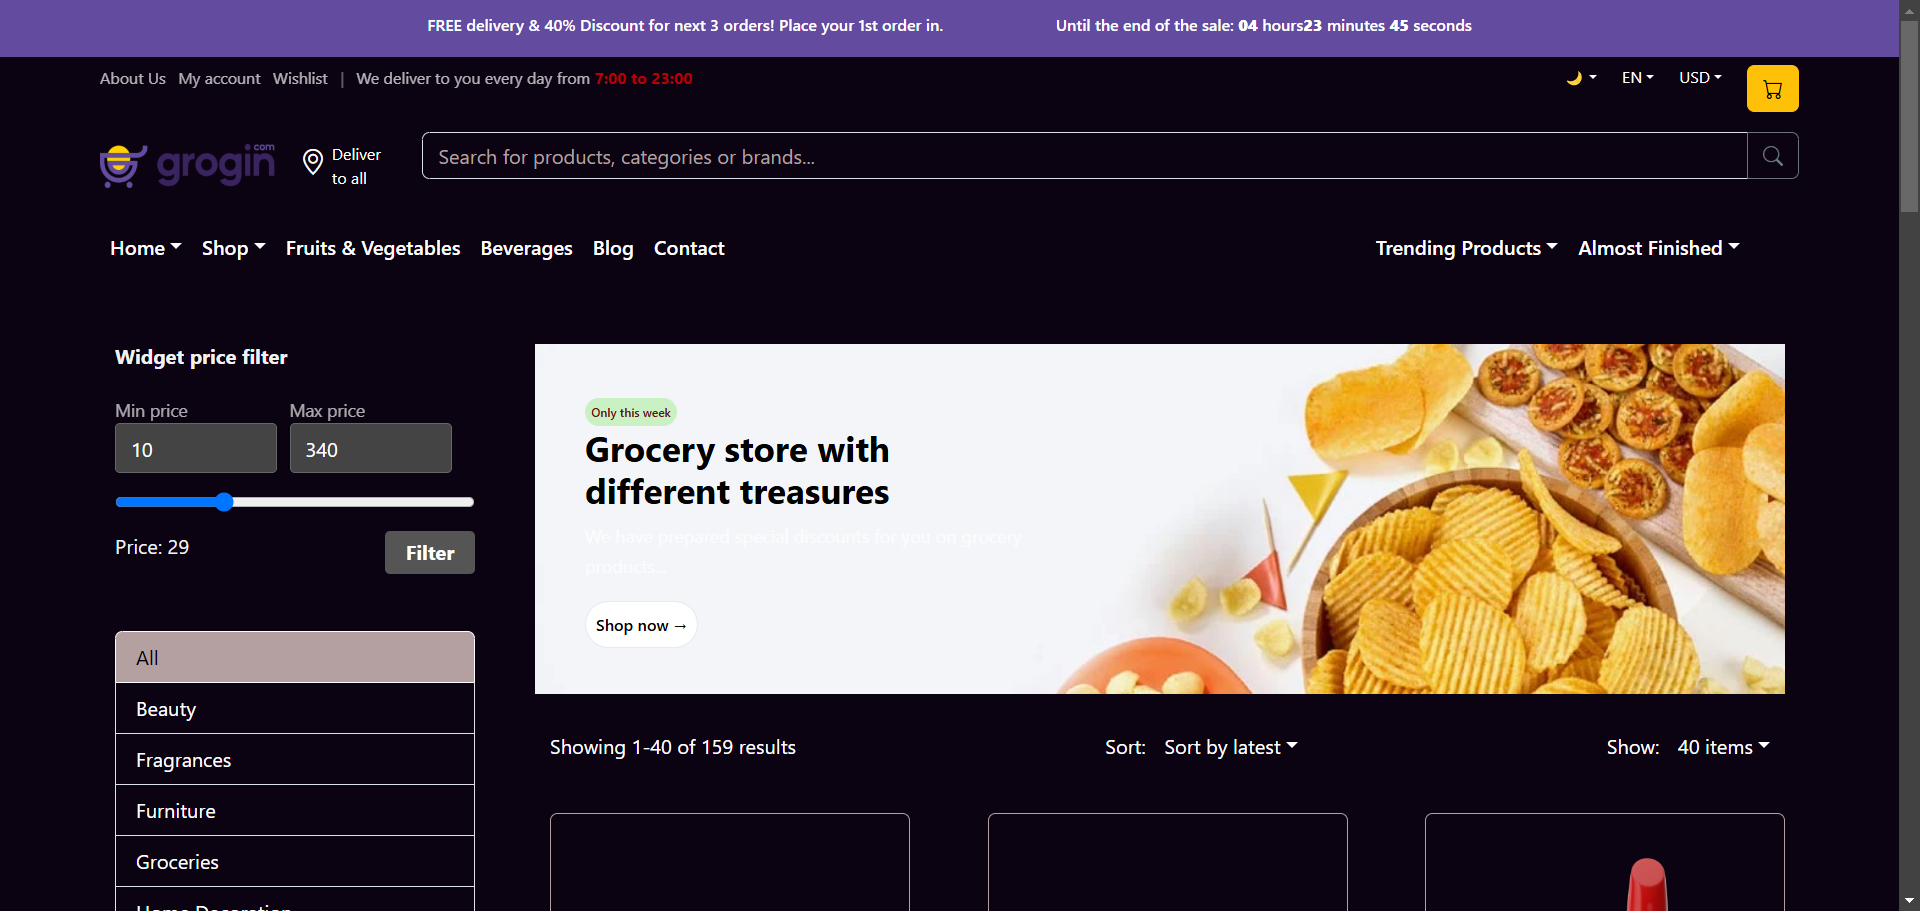 FREE delivery & 40% Discount for next 3 orders! Place your 1st order in.
Until the end of the sale: 04 hours23 minutes 45 seconds
About Us My account Wishlist | We deliver to you every day from 7:00 to 23:00
EN
USD
grogin.com
Deliver
to all
Search for products, categories or brands...
Home Shop Fruits & Vegetables Beverages Blog Contact
Trending Products Almost Finished
Widget price filter
Min price
Max price
10
340
Price: 29
Filter
All
Beauty
Fragrances
Furniture
Groceries
Home Decoration
Only this week
Grocery store with
different treasures
We have prepared special discounts for you on grocery
products...
Shop now →
Showing 1-40 of 159 results
Sort: Sort by latest
Show: 40 items